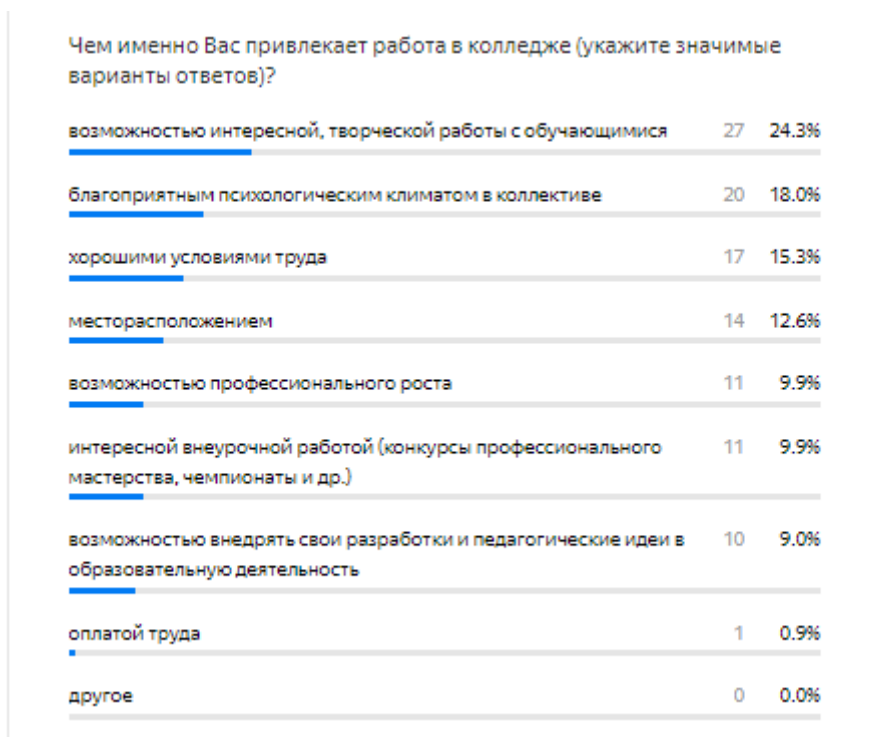 Чем именно Вас привлекает работа в колледже (укажите значимые
варианты ответов)?
возможностью интересной, творческой работы с обучающимися 27 24.3%
благоприятным психологическим климатом в коллективе 20 18.0%
хорошими условиями труда 17 15.3%
месторасположением 14 12.6%
возможностью профессионального роста 11 9.9%
интересной внеурочной работой (конкурсы профессионального 11 9.9%
мастерства, чемпионаты и др.)
возможностью внедрять свои разработки и педагогические идеи в 10 9.0%
образовательную деятельность
оплатой труда 1 0.9%
другое 0 0.0%